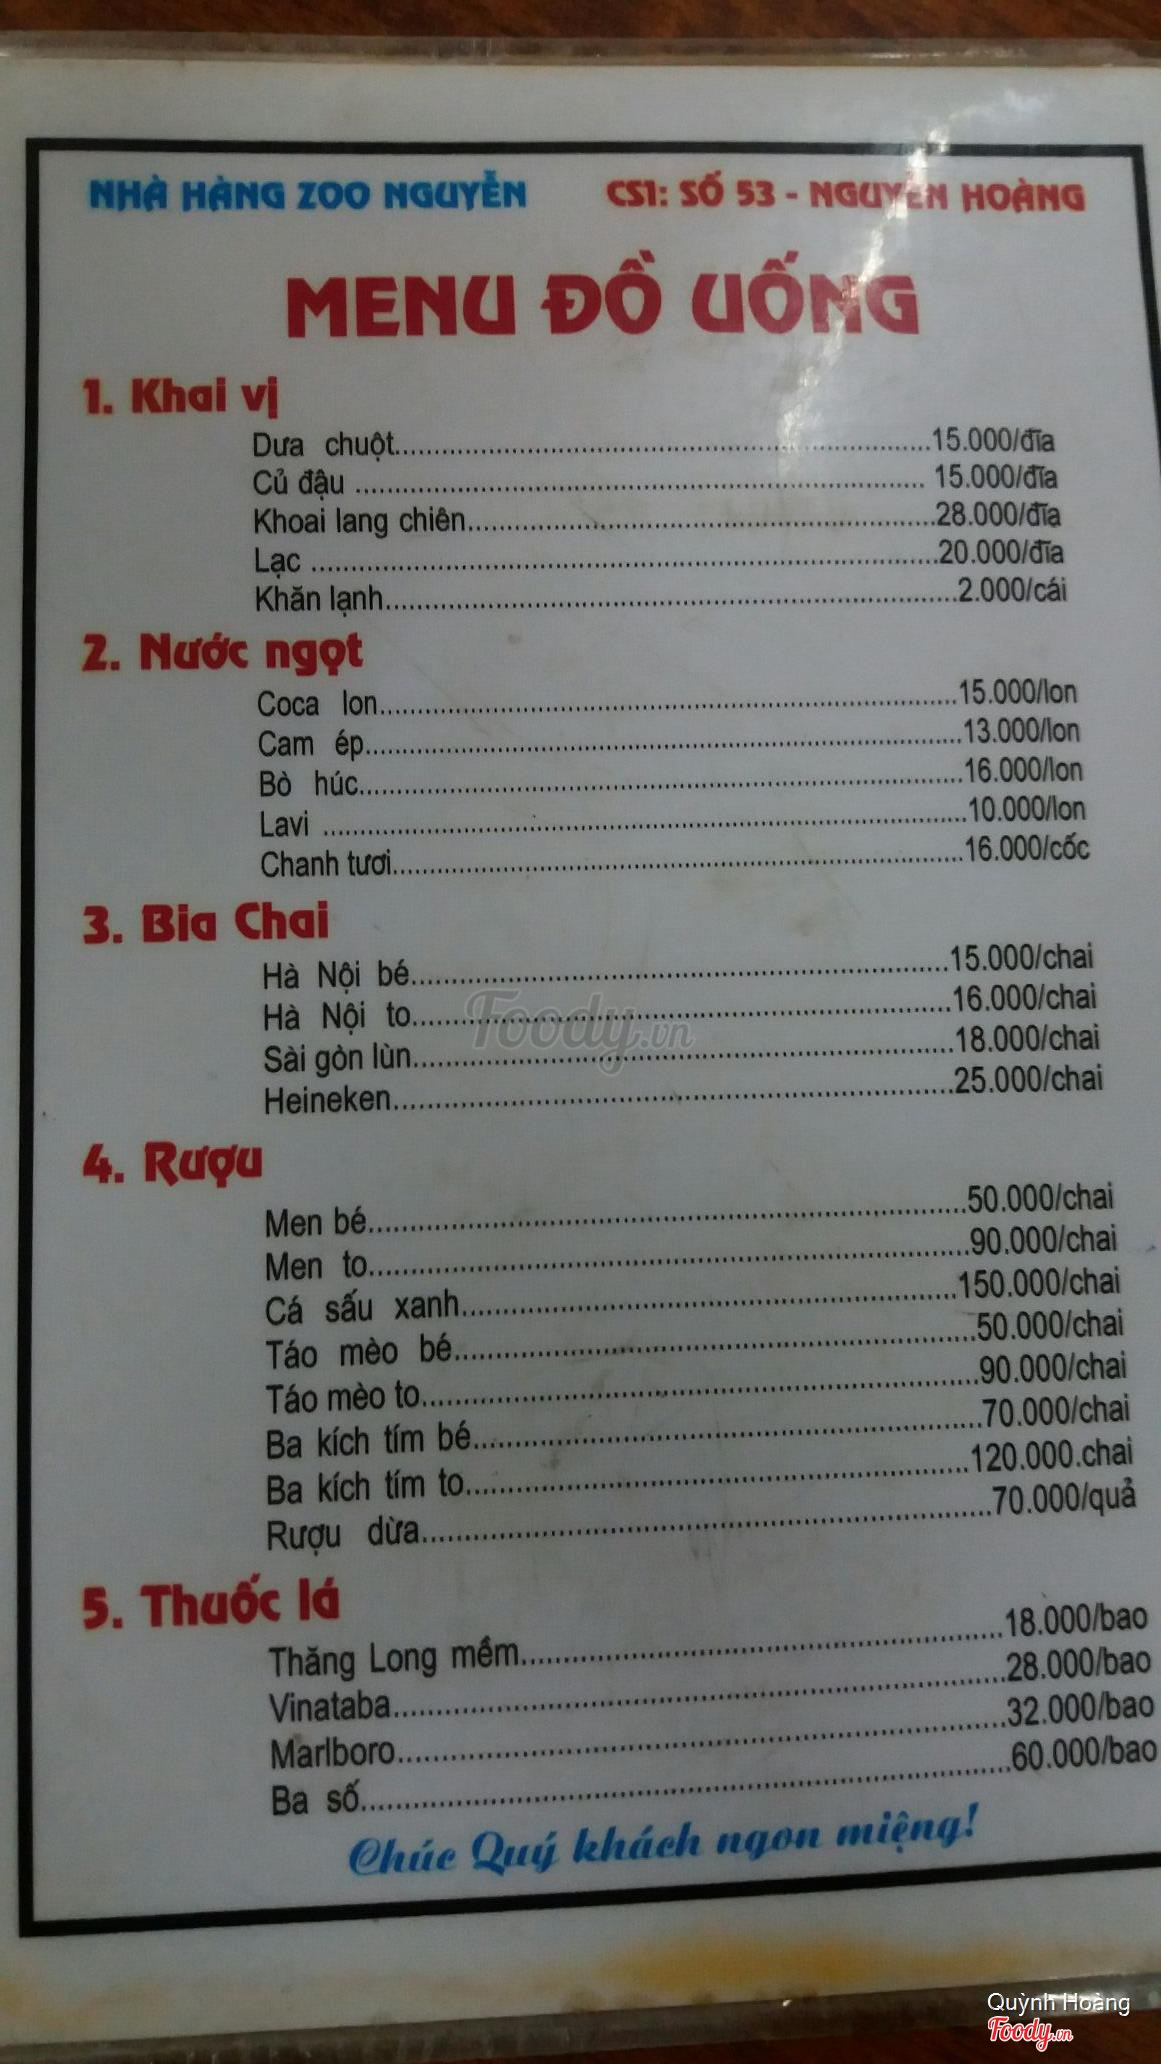 NHÀ HÀNG ZOO NGUYỄN CS1: SỐ 53 - NGUYỄN HOÀNG
MENU ĐỒ UỐNG
1. Khai vị
Dưa chuột..........15.000/đĩa
Củ đậu .......... 15.000/đĩa
Khoai lang chiên..........28.000/đĩa
Lạc ..........20.000/đĩa
Khăn lạnh..........2.000/cái
2. Nước ngọt
Coca lon..........15.000/lon
Cam ép..........13.000/lon
Bò húc..........16.000/lon
Lavi ..........10.000/lon
Chanh tươi..........16.000/cốc
3. Bia Chai
Hà Nội bé..........15.000/chai
Hà Nội to..........16.000/chai
Sài gòn lùn..........18.000/chai
Heineken..........25.000/chai
4. Rượu
Men bé..........50.000/chai
Men to..........90.000/chai
Cá sấu xanh..........150.000/chai
Táo mèo bé..........50.000/chai
Táo mèo to..........90.000/chai
Ba kích tím bé..........70.000/chai
Ba kích tím to..........120.000.chai
Rượu dừa..........70.000/quả
5. Thuốc lá
Thăng Long mềm..........18.000/bao
Vinataba..........28.000/bao
Marlboro..........32.000/bao
Ba số..........60.000/bao
Chúc Quý khách ngon miệng!
Foody.vn
Quỳnh Hoàng
Foody.vn